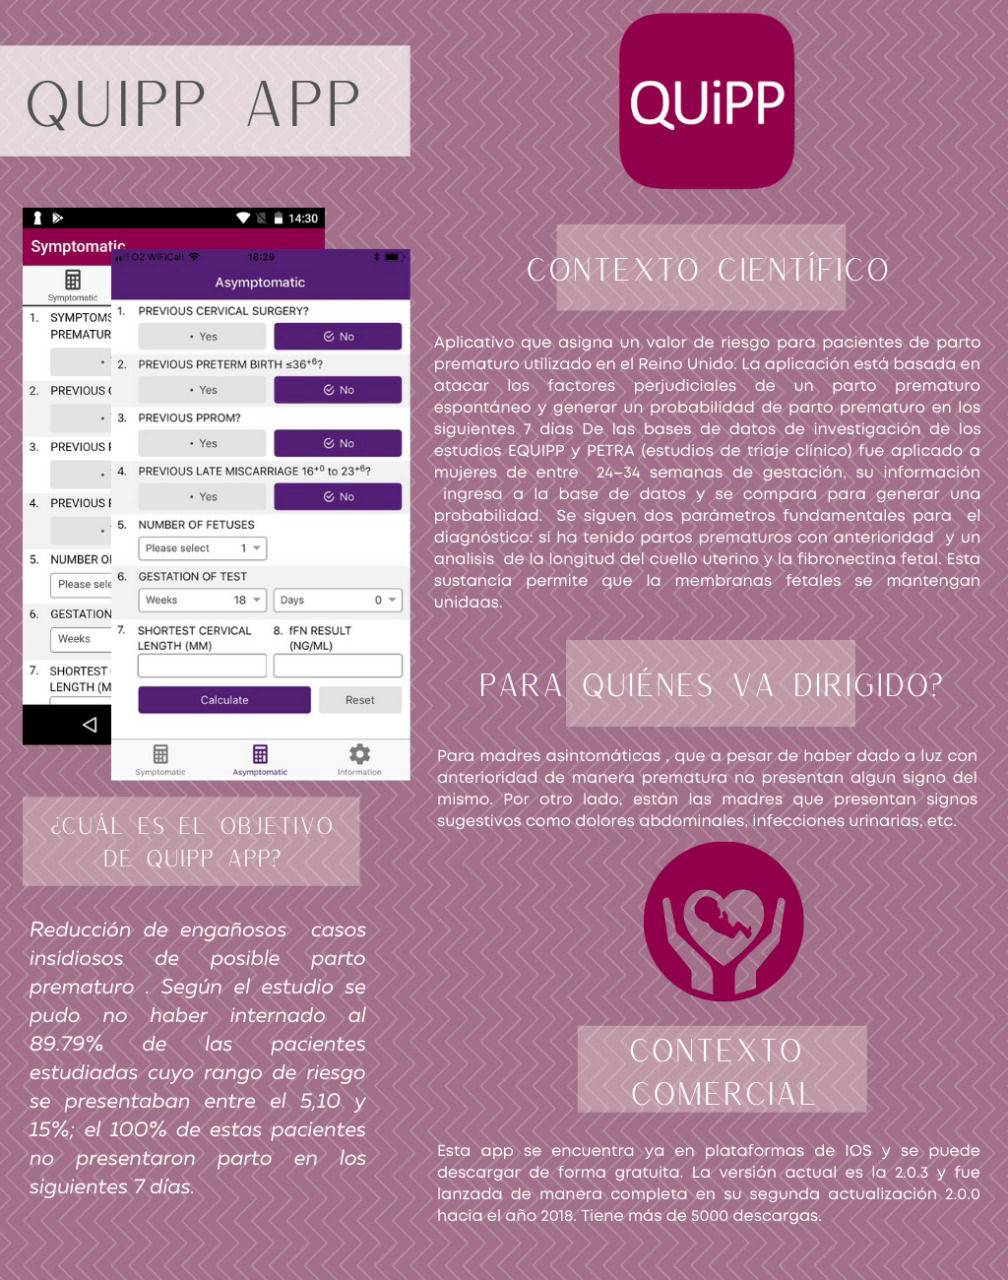 QUIPP APP
14:30
Symptomatic
Symptomatic
1. SYMPTOMS
PREMATUR
2. PREVIOUS
3. PREVIOUS
4. PREVIOUS
5. NUMBER
Please sele
6. GESTATION
Weeks
7. SHORTEST
LENGTH (M
O2 WiFiCall 18:29
Asymptomatic
1. PREVIOUS CERVICAL SURGERY?
• Yes No
2. PREVIOUS PRETERM BIRTH ≤36+6?
• Yes No
3. PREVIOUS PPROM?
• Yes No
4. PREVIOUS LATE MISCARRIAGE 16+0 to 23+6?
• Yes No
5. NUMBER OF FETUSES
Please select 1
6. GESTATION OF TEST
Weeks 18 Days 0
7. SHORTEST CERVICAL 8. fFN RESULT
LENGTH (MM) (NG/ML)
Calculate Reset
Symptomatic Asymptomatic Information
¿CUÁL ES EL OBJETIVO
DE QUIPP APP?
Reducción de engañosos casos
insidiosos de posible parto
prematuro . Según el estudio se
pudo no haber internado al
89.79% de las pacientes
estudiadas cuyo rango de riesgo
se presentaban entre el 5,10 y
15%; el 100% de estas pacientes
no presentaron parto en los
siguientes 7 días.
QUiPP
CONTEXTO CIENTÍFICO
Aplicativo que asigna un valor de riesgo para pacientes de parto
prematuro utilizado en el Reino Unido. La aplicación está basada en
atacar los factores perjudiciales de un parto prematuro
espontáneo y generar un probabilidad de parto prematuro en los
siguientes 7 días De las bases de datos de investigación de los
estudios EQUIPP y PETRA (estudios de triaje clínico) fue aplicado a
mujeres de entre 24–34 semanas de gestación, su información
ingresa a la base de datos y se compara para generar una
probabilidad. Se siguen dos parámetros fundamentales para el
diagnóstico: si ha tenido partos prematuros con anterioridad y un
analisis de la longitud del cuello uterino y la fibronectina fetal. Esta
sustancia permite que la membranas fetales se mantengan
unidaas.
PARA QUIÉNES VA DIRIGIDO?
Para madres asintomáticas , que a pesar de haber dado a luz con
anterioridad de manera prematura no presentan algun signo del
mismo. Por otro lado, están las madres que presentan signos
sugestivos como dolores abdominales, infecciones urinarias, etc.
CONTEXTO
COMERCIAL
Esta app se encuentra ya en plataformas de IOS y se puede
descargar de forma gratuita. La versión actual es la 2.0.3 y fue
lanzada de manera completa en su segunda actualización 2.0.0
hacia el año 2018. Tiene más de 5000 descargas.